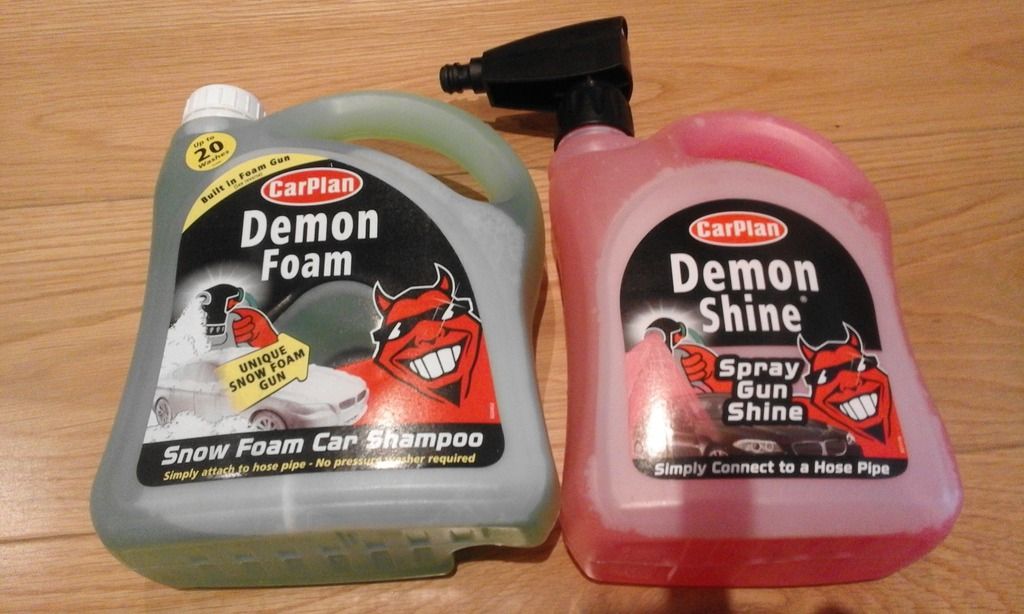 Up to
20
Washes
Built in Foam Gun
CarPlan
Demon
Foam
UNIQUE
SNOW FOAM
GUN
Snow Foam Car Shampoo
Simply attach to hose pipe - No pressure washer required
CarPlan
Demon
Shine
Spray
Gun
Shine
Simply Connect to a Hose Pipe